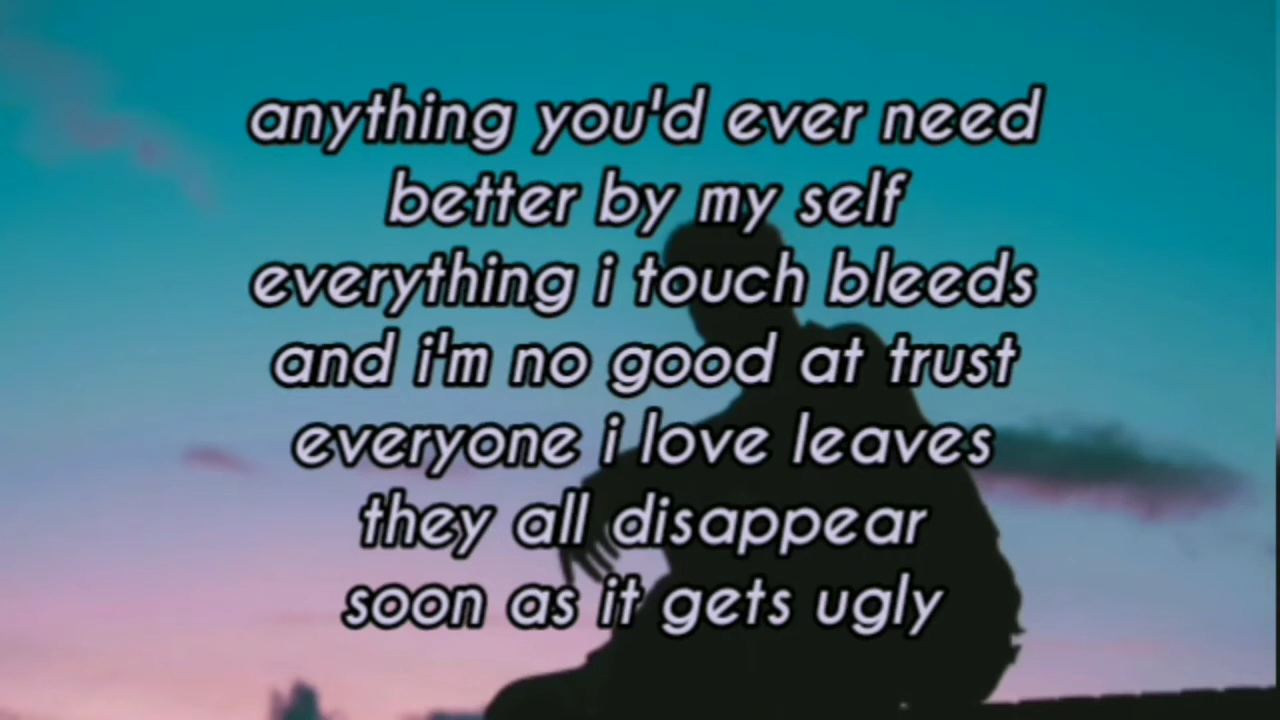 anything you'd ever need
better by my self
everything i touch bleeds
and i'm no good at trust
everyone i love leaves
they all disappear
soon as it gets ugly